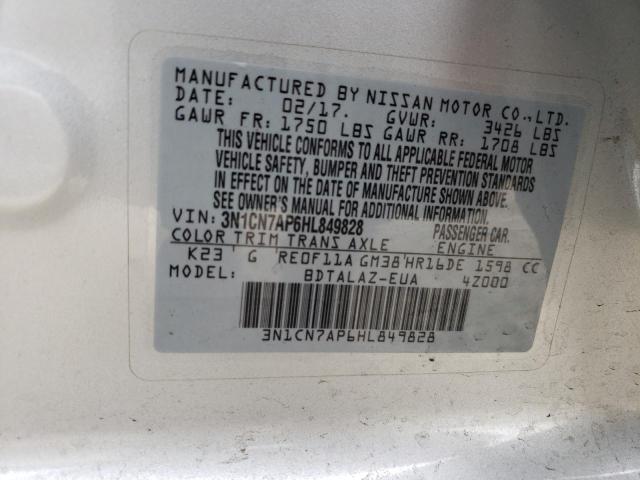 MANUFACTURED BY NISSAN MOTOR CO., LTD.
DATE: 02/17. GVWR: 3426 LBS
GAWR FR: 1750 LBS GAWR RR: 1708 LBS
THIS VEHICLE CONFORMS TO ALL APPLICABLE FEDERAL MOTOR
VEHICLE SAFETY, BUMPER AND THEFT PREVENTION STANDARDS
IN EFFECT ON THE DATE OF MANUFACTURE SHOWN ABOVE.
SEE OWNER'S MANUAL FOR ADDITIONAL INFORMATION.
VIN: 3N1CN7AP6HL849828 PASSENGER CAR.
COLOR TRIM TRANS AXLE ENGINE
K23 G RE0F11A GM38 HR16DE 1598 CC
MODEL: BDTALAZ-EUA 4Z000
3N1CN7AP6HL849828